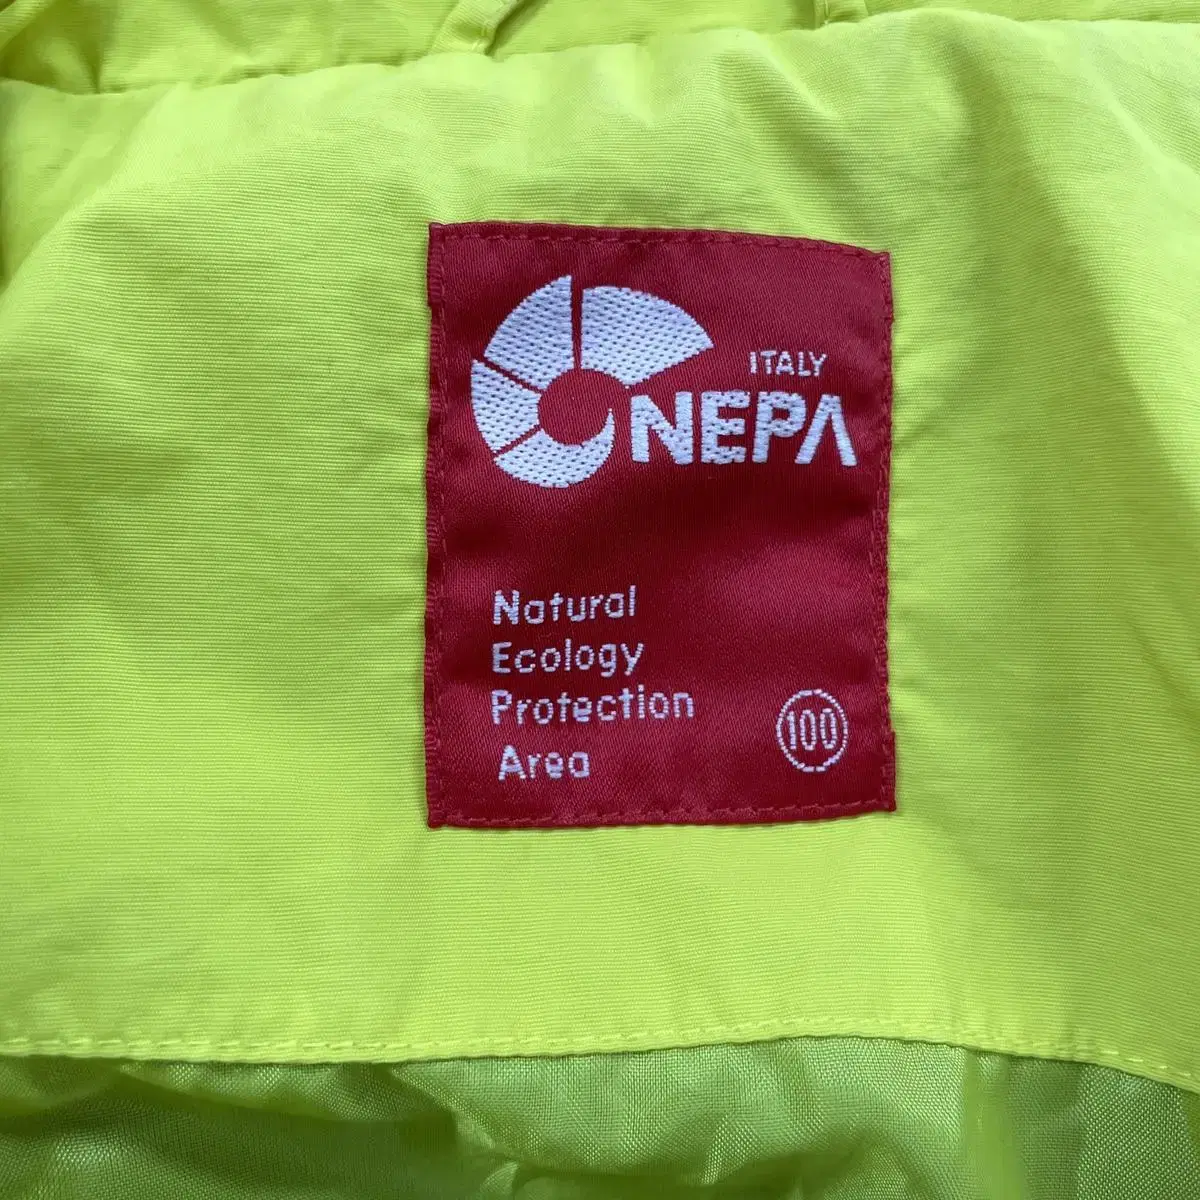 ITALY
NEPA
Natural
Ecology
Protection
Area
100